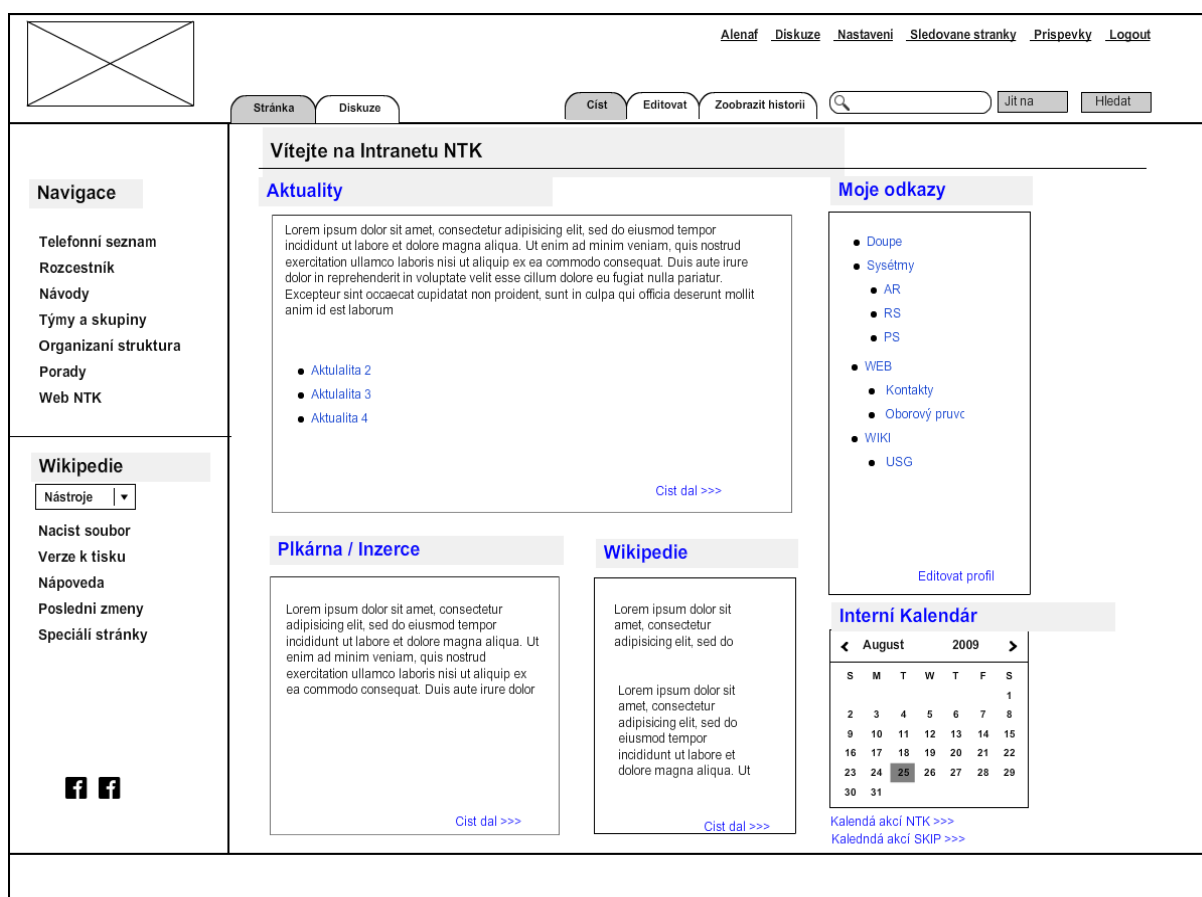 Alenaf Diskuze Nastaveni Sledovane stranky Prispevky Logout
Stránka Diskuze Císt Editovat Zoobrazit historii Jit na Hledat
Vítejte na Intranetu NTK
Navigace
Telefonní seznam
Rozcestník
Návody
Týmy a skupiny
Organizaní struktura
Porady
Web NTK
Wikipedie
Nástroje
Nacist soubor
Verze k tisku
Nápoveda
Posledni zmeny
Speciálí stránky
Aktuality
Lorem ipsum dolor sit amet, consectetur adipisicing elit, sed do eiusmod tempor
incididunt ut labore et dolore magna aliqua. Ut enim ad minim veniam, quis nostrud
exercitation ullamco laboris nisi ut aliquip ex ea commodo consequat. Duis aute irure
dolor in reprehenderit in voluptate velit esse cillum dolore eu fugiat nulla pariatur.
Excepteur sint occaecat cupidatat non proident, sunt in culpa qui officia deserunt mollit
anim id est laborum
Aktulalita 2
Aktulalita 3
Aktualita 4
Cist dal >>>
Plkárna / Inzerce
Lorem ipsum dolor sit amet, consectetur
adipisicing elit, sed do eiusmod tempor
incididunt ut labore et dolore magna aliqua. Ut
enim ad minim veniam, quis nostrud
exercitation ullamco laboris nisi ut aliquip ex
ea commodo consequat. Duis aute irure dolor
Cist dal >>>
Wikipedie
Lorem ipsum dolor sit
amet, consectetur
adipisicing elit, sed do
Lorem ipsum dolor sit
amet, consectetur
adipisicing elit, sed do
eiusmod tempor
incididunt ut labore et
dolore magna aliqua. Ut
Cist dal >>>
Moje odkazy
Doupe
Sysétmy
AR
RS
PS
WEB
Kontakty
Oborový pruvc
WIKI
USG
Editovat profil
Interní Kalendár
August 2009
S M T W T F S
1
2 3 4 5 6 7 8
9 10 11 12 13 14 15
16 17 18 19 20 21 22
23 24 25 26 27 28 29
30 31
Kalendá akcí NTK >>>
Kaledndá akcí SKIP >>>